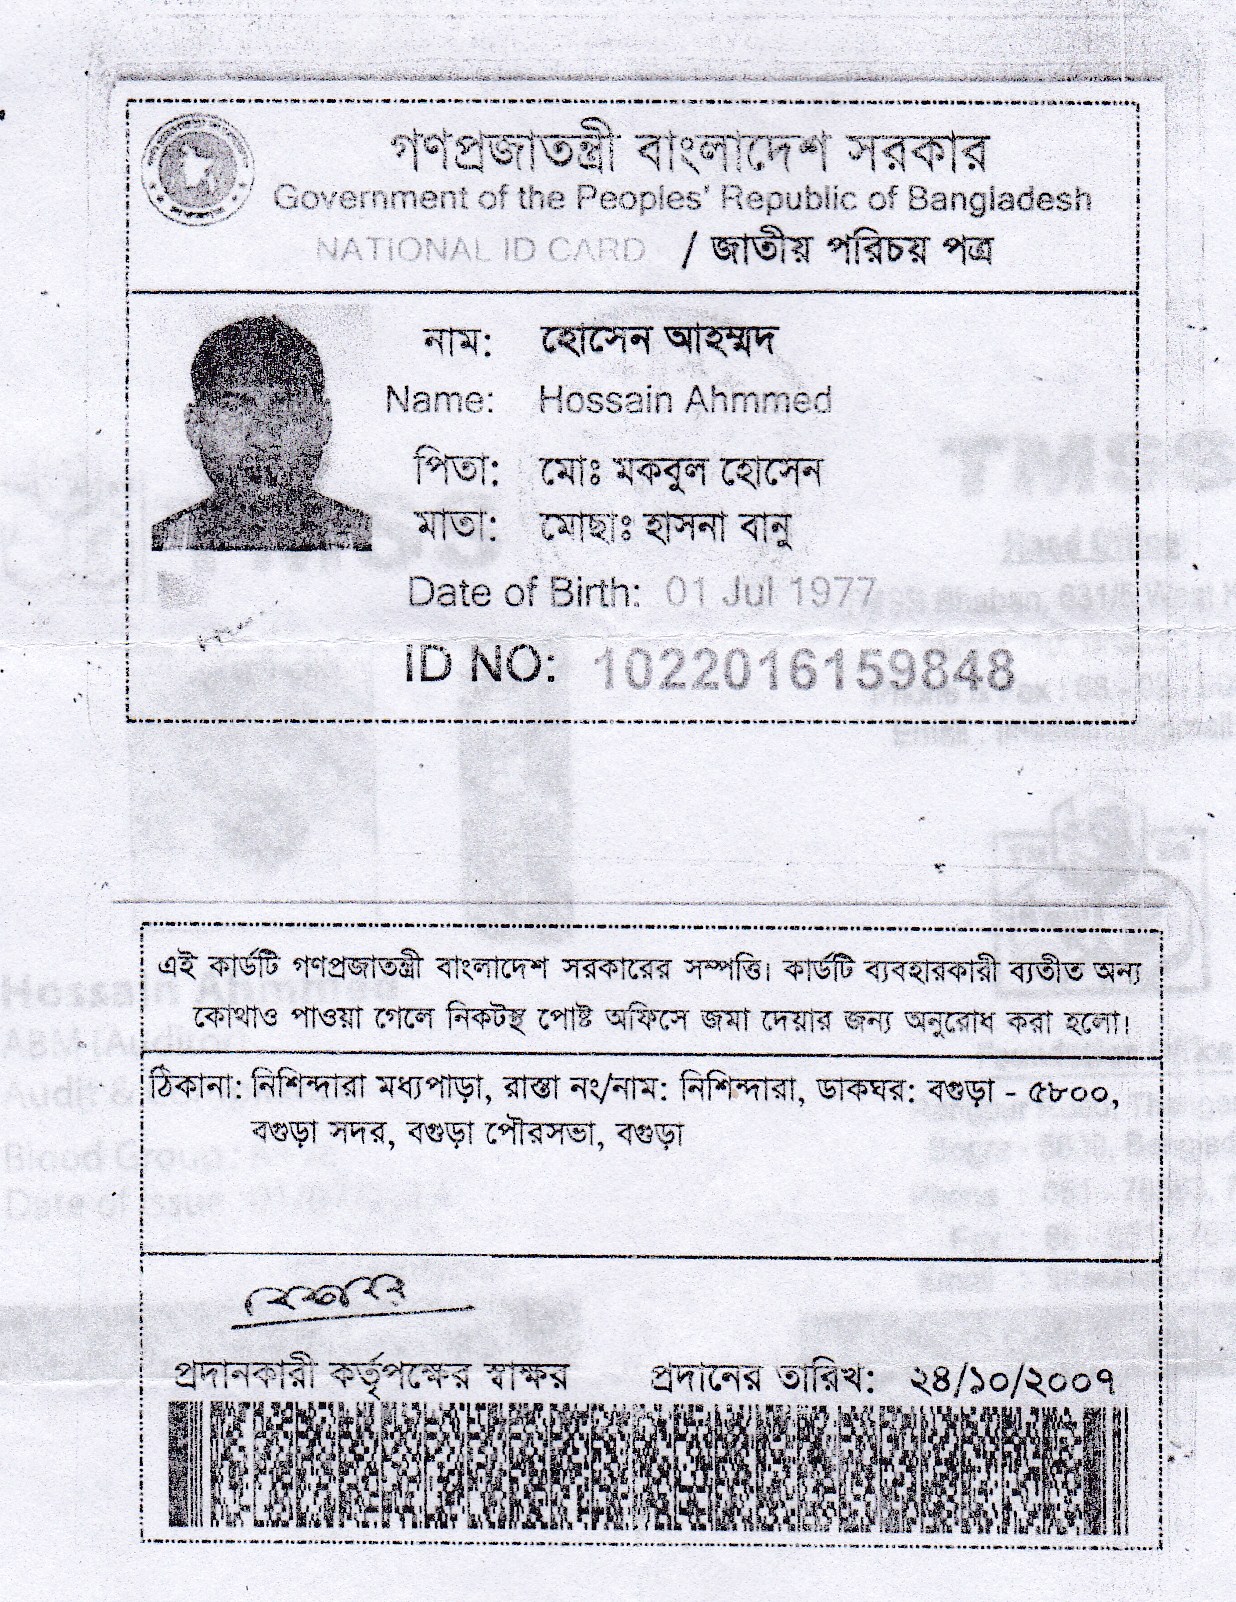 গণপ্রজাতন্ত্রী বাংলাদেশ সরকার
Government of the Peoples' Republic of Bangladesh
NATIONAL ID CARD / জাতীয় পরিচয় পত্র
নাম: হোসেন আহম্মদ
Name: Hossain Ahmmed
পিতা: মোঃ মকবুল হোসেন
মাতা: মোছাঃ হাসনা বানু
Date of Birth: 01 Jul 1977
ID NO: 1022016159848
এই কার্ডটি গণপ্রজাতন্ত্রী বাংলাদেশ সরকারের সম্পত্তি। কার্ডটি ব্যবহারকারী ব্যতীত অন্য
কোথাও পাওয়া গেলে নিকটস্থ পোষ্ট অফিসে জমা দেয়ার জন্য অনুরোধ করা হলো।
ঠিকানা: নিশিন্দারা মধ্যপাড়া, রাস্তা নং/নাম: নিশিন্দারা, ডাকঘর: বগুড়া - ৫৮০০,
বগুড়া সদর, বগুড়া পৌরসভা, বগুড়া
প্রদানকারী কর্তৃপক্ষের স্বাক্ষর প্রদানের তারিখ: ২৪/১০/২০০৭